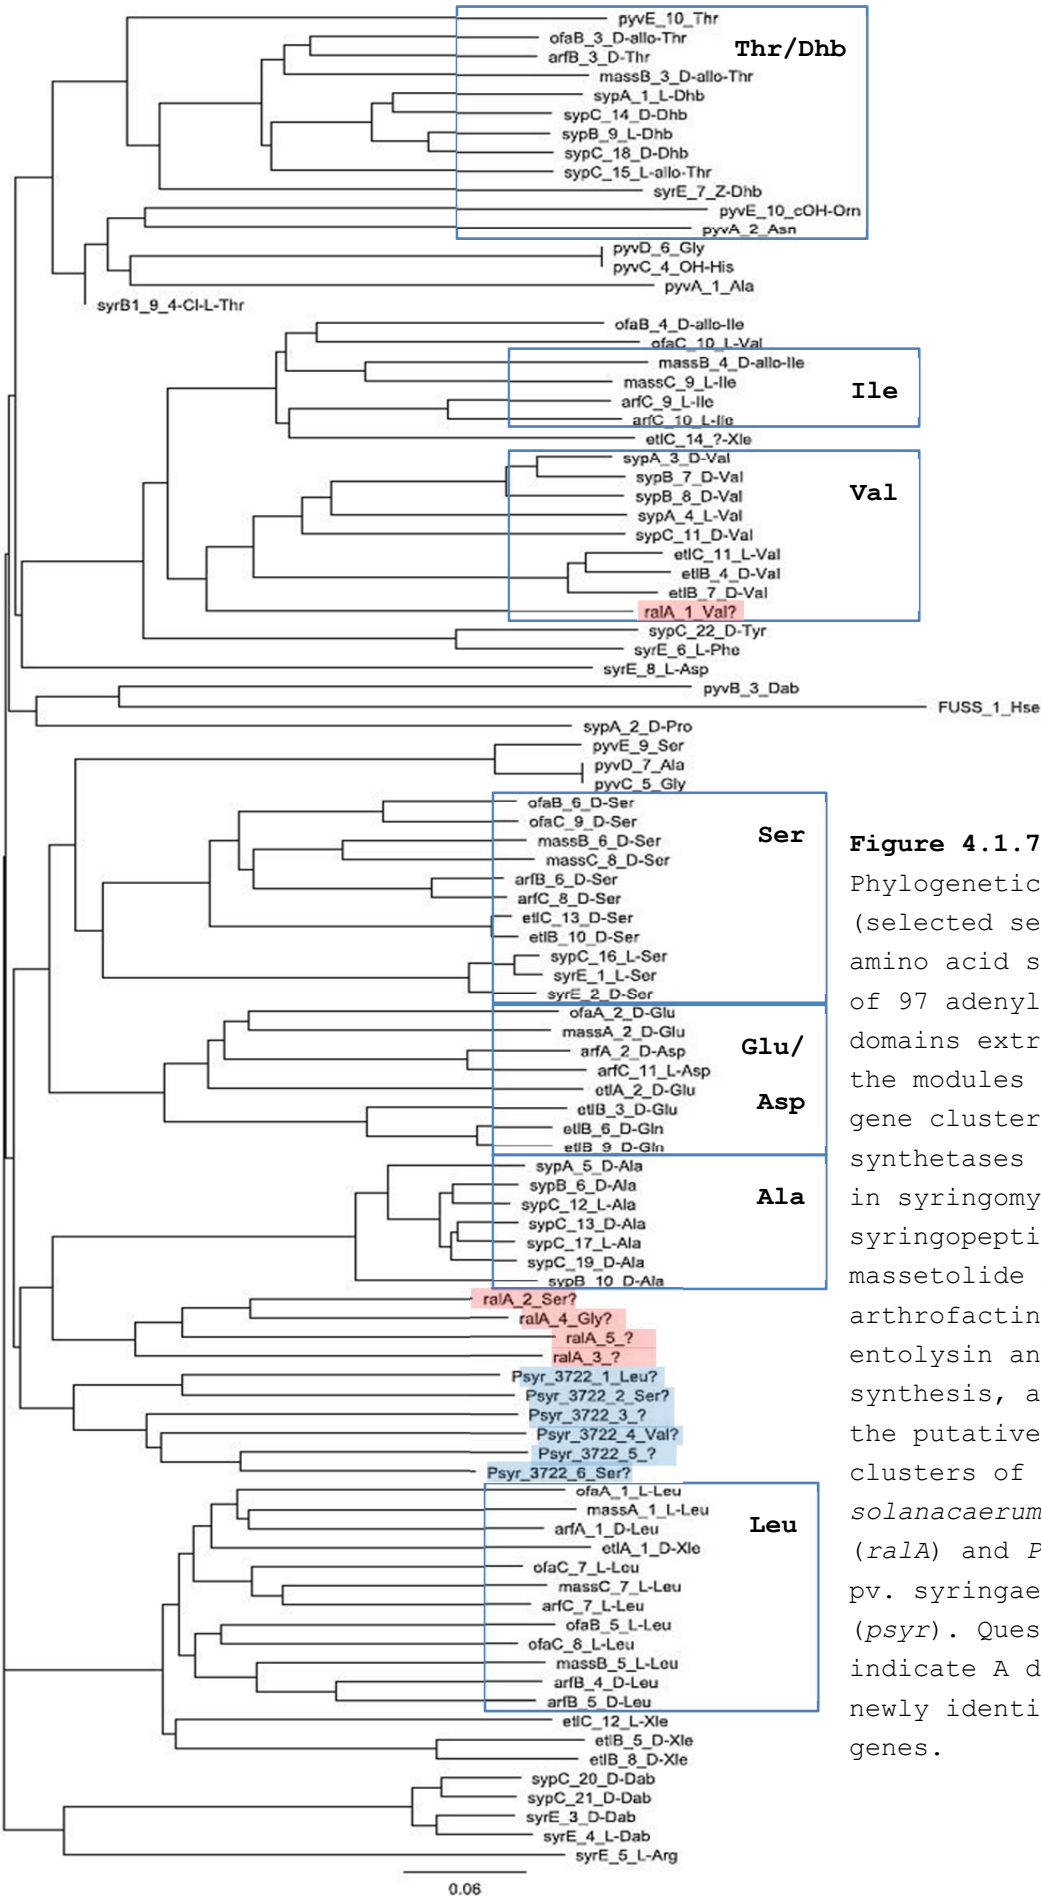 pyvE_10_Thr
ofaB_3_D-allo-Thr
Thr/Dhb
arfB_3_D-Thr
massB_3_D-allo-Thr
sypA_1_L-Dhb
sypC_14_D-Dhb
sypB_9_L-Dhb
sypC_18_D-Dhb
sypC_15_L-allo-Thr
syrE_7_Z-Dhb
pyvE_10_cOH-Orn
pyvA_2_Asn
pyvD_6_Gly
pyvC_4_OH-His
pyvA_1_Ala
syrB1_9_4-Cl-L-Thr
ofaB_4_D-allo-Ile
ofaC_10_L-Val
massB_4_D-allo-Ile
massC_9_L-Ile
Ile
arfC_9_L-Ile
arfC_10_L-Ile
etlC_14_?-Xle
sypA_3_D-Val
sypB_7_D-Val
Val
sypB_8_D-Val
sypA_4_L-Val
sypC_11_D-Val
etlC_11_L-Val
etlB_4_D-Val
etlB_7_D-Val
ralA_1_Val?
sypC_22_D-Tyr
syrE_6_L-Phe
syrE_8_L-Asp
pyvB_3_Dab
FUSS_1_Hse
sypA_2_D-Pro
pyvE_9_Ser
pyvD_7_Ala
pyvC_5_Gly
ofaB_6_D-Ser
ofaC_9_D-Ser
Ser
massB_6_D-Ser
massC_8_D-Ser
arfB_6_D-Ser
arfC_8_D-Ser
etlC_13_D-Ser
etlB_10_D-Ser
sypC_16_L-Ser
syrE_1_L-Ser
syrE_2_D-Ser
ofaA_2_D-Glu
massA_2_D-Glu
Glu/
arfA_2_D-Asp
arfC_11_L-Asp
etlA_2_D-Glu
Asp
etlB_3_D-Glu
etlB_6_D-Gln
etlB_9_D-Gln
sypA_5_D-Ala
sypB_6_D-Ala
Ala
sypC_12_L-Ala
sypC_13_D-Ala
sypC_17_L-Ala
sypC_19_D-Ala
sypB_10_D-Ala
ralA_2_Ser?
ralA_4_Gly?
ralA_5_?
ralA_3_?
Psyr_3722_1_Leu?
Psyr_3722_2_Ser?
Psyr_3722_3_?
Psyr_3722_4_Val?
Psyr_3722_5_?
Psyr_3722_6_Ser?
ofaA_1_L-Leu
massA_1_L-Leu
Leu
arfA_1_D-Leu
etlA_1_D-Xle
ofaC_7_L-Leu
massC_7_L-Leu
arfC_7_L-Leu
ofaB_5_L-Leu
ofaC_8_L-Leu
massB_5_L-Leu
arfB_4_D-Leu
arfB_5_D-Leu
etlC_12_L-Xle
etlB_5_D-Xle
etlB_8_D-Xle
sypC_20_D-Dab
sypC_21_D-Dab
syrE_3_D-Dab
syrE_4_L-Dab
syrE_5_L-Arg
0.06
Figure 4.1.7
Phylogenetic
(selected se
amino acid s
of 97 adenyl
domains extr
the modules
gene cluster
synthetases
in syringomy
syringopepti
massetolide
arthrofactin
entolysin an
synthesis, a
the putative
clusters of
solanacaerum
(ralA) and P
pv. syringae
(psyr). Ques
indicate A d
newly identi
genes.